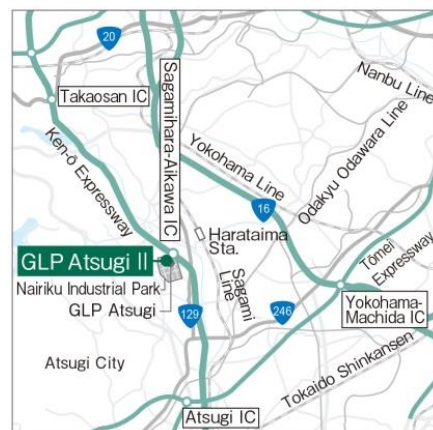 20
Nanbu Line
Takaosan IC
Sagamihara-Aikawa IC
Ken-ō Expressway
Yokohama Line
Odakyu Odawara Line
16
Harataima
Sta.
Tōmei
Expressway
GLP Atsugi II
Nairiku Industrial Park
GLP Atsugi
Sagami
Line
129
246
Yokohama-
Machida IC
Atsugi City
Tokaido Shinkansen
Atsugi IC